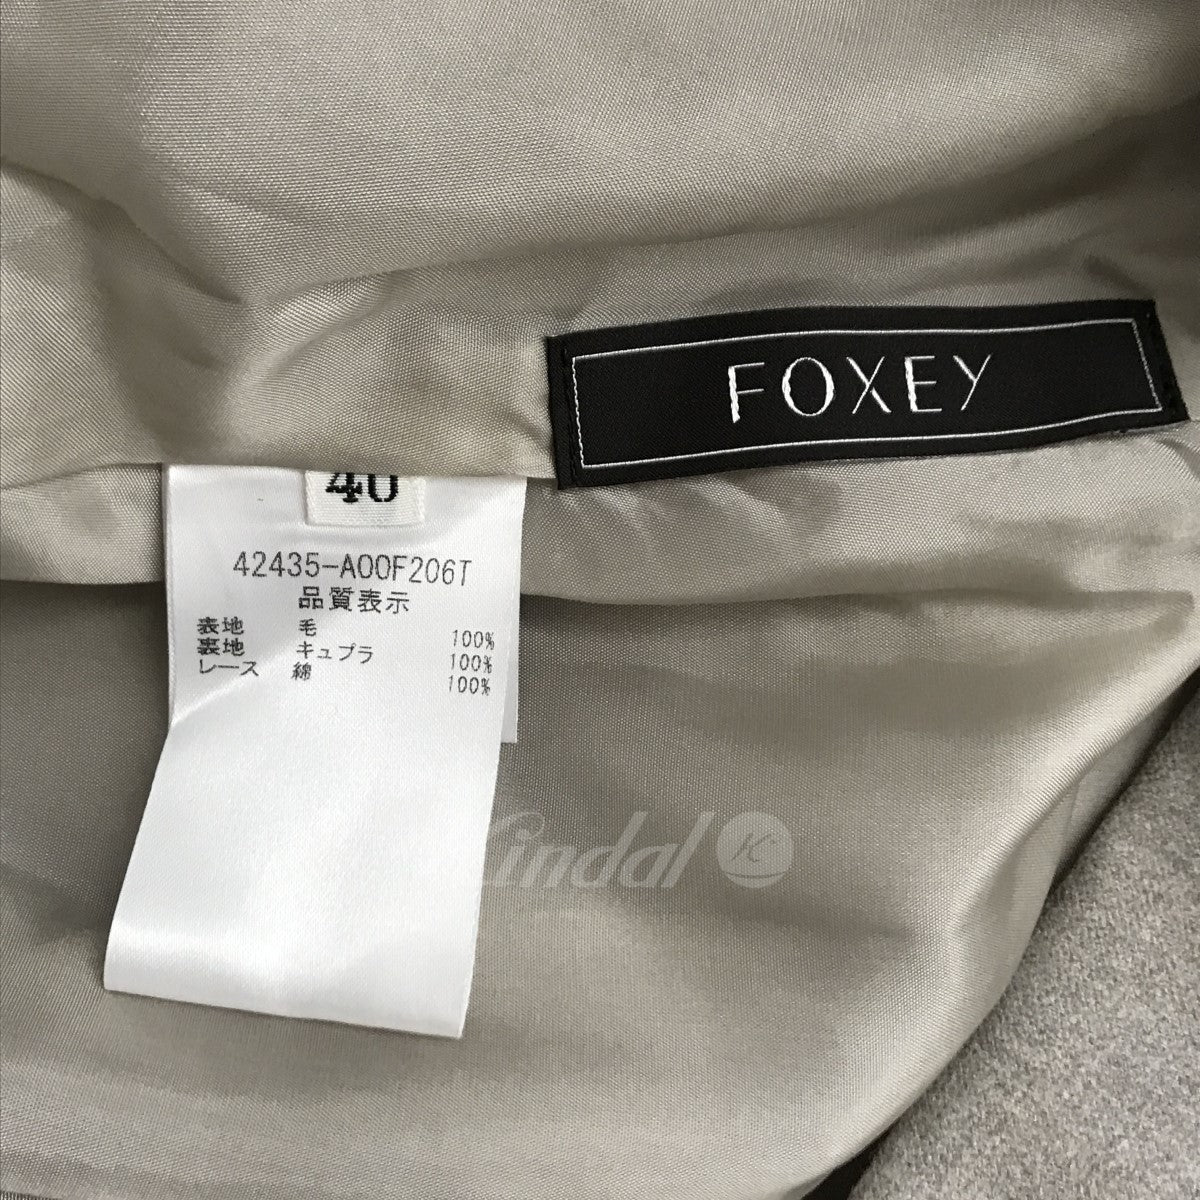 FOXEY
40
42435-A00F206T
品質表示
表地 毛 100%
裏地 キュプラ 100%
レース 綿 100%
Kindal
K